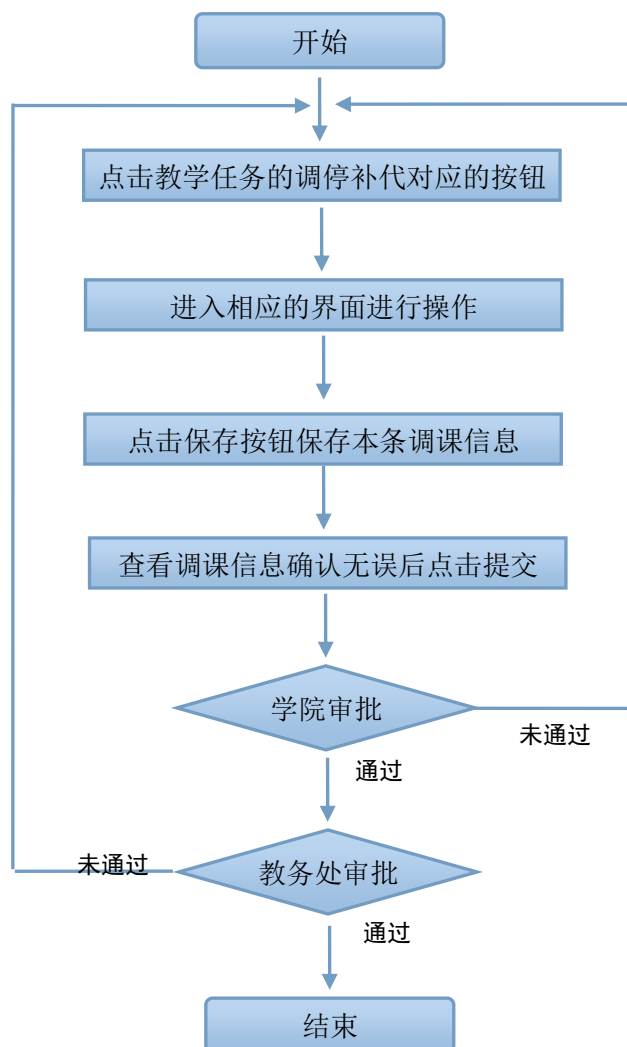 开始
点击教学任务的调停补代对应的按钮
进入相应的界面进行操作
点击保存按钮保存本条调课信息
查看调课信息确认无误后点击提交
学院审批
未通过
通过
未通过
教务处审批
通过
结束